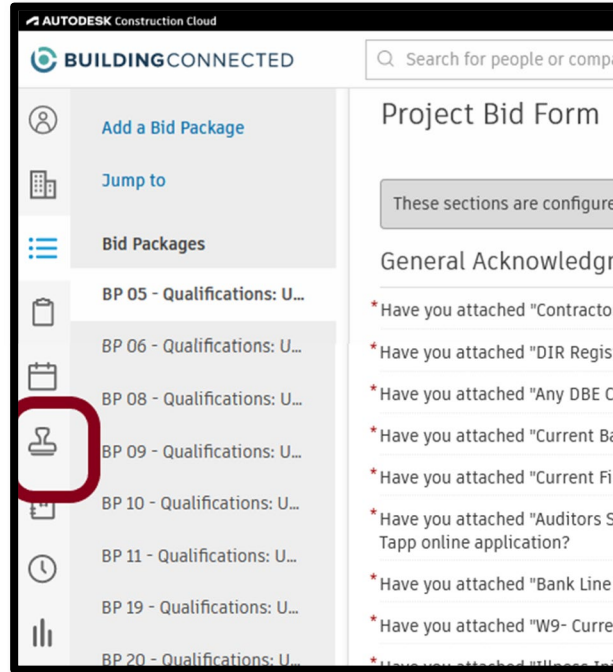 AUTODESK Construction Cloud
BUILDINGCONNECTED
Search for people or compa
Add a Bid Package
Jump to
Bid Packages
BP 05 - Qualifications: U...
BP 06 - Qualifications: U...
BP 08 - Qualifications: U...
BP 09 - Qualifications: U...
BP 10 - Qualifications: U...
BP 11 - Qualifications: U...
BP 19 - Qualifications: U...
BP 20 - Qualifications: U...
Project Bid Form
These sections are configure
General Acknowledgr
*Have you attached "Contracto
*Have you attached "DIR Regis
*Have you attached "Any DBE C
*Have you attached "Current Ba
*Have you attached "Current Fi
*Have you attached "Auditors S
Tapp online application?
*Have you attached "Bank Line
*Have you attached "W9- Curre